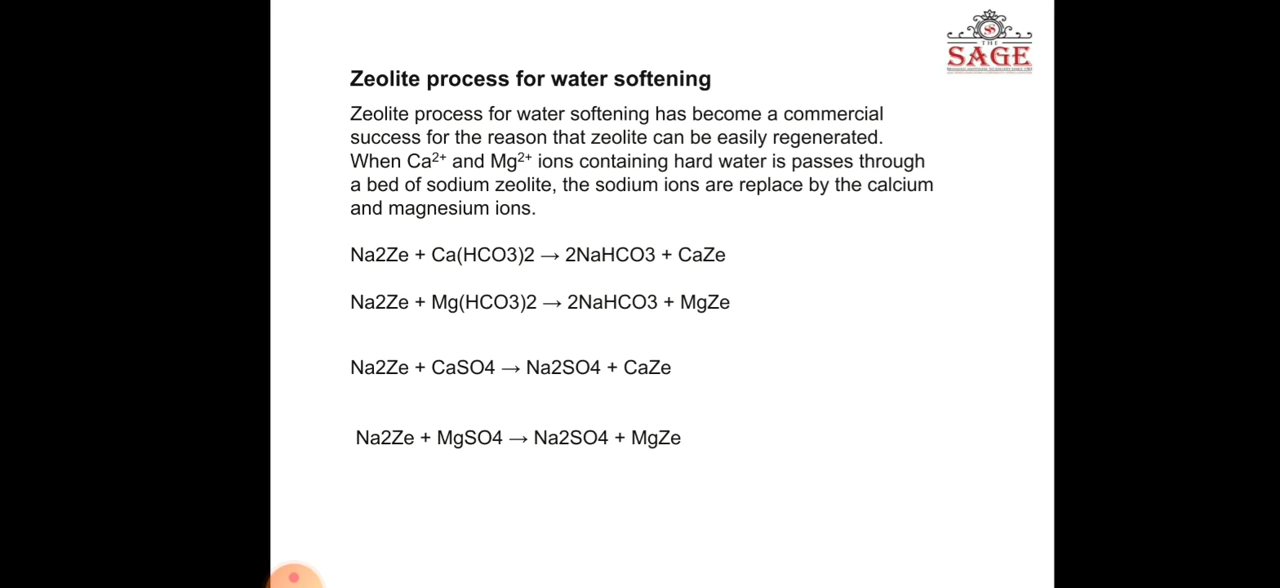 THE
SAGE
Zeolite process for water softening
Zeolite process for water softening has become a commercial
success for the reason that zeolite can be easily regenerated.
When Ca²⁺ and Mg²⁺ ions containing hard water is passes through
a bed of sodium zeolite, the sodium ions are replace by the calcium
and magnesium ions.
Na2Ze + Ca(HCO3)2 → 2NaHCO3 + CaZe
Na2Ze + Mg(HCO3)2 → 2NaHCO3 + MgZe
Na2Ze + CaSO4 → Na2SO4 + CaZe
Na2Ze + MgSO4 → Na2SO4 + MgZe